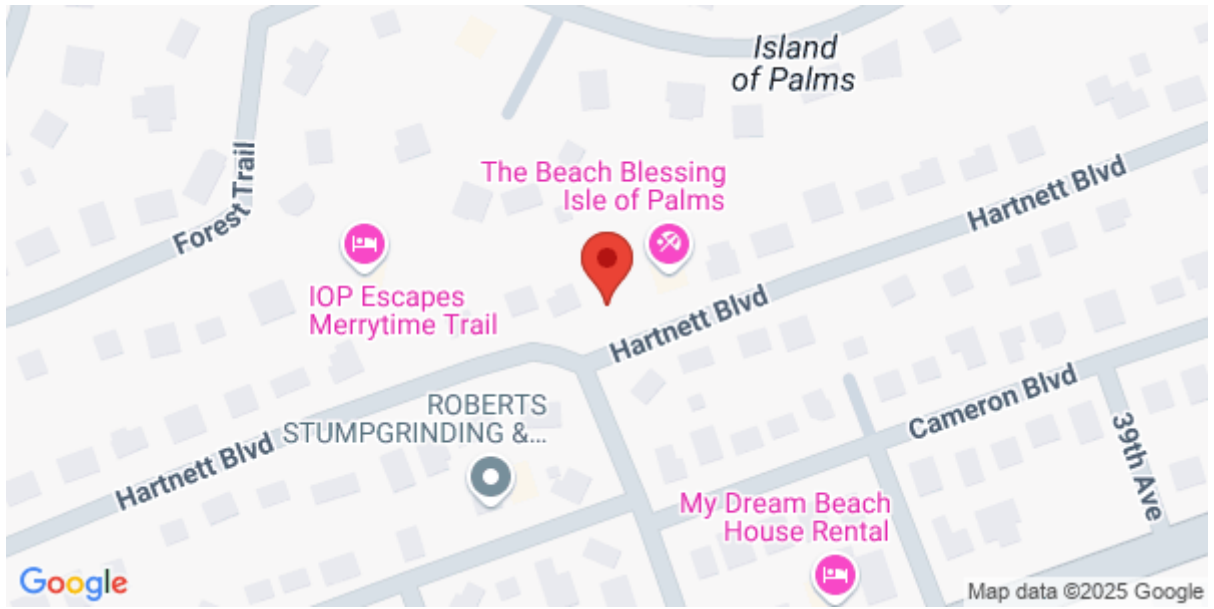 Island
of Palms
The Beach Blessing
Isle of Palms
Hartnett Blvd
Forest Trail
IOP Escapes
Merrytime Trail
Hartnett Blvd
ROBERTS
STUMPGRINDING &...
Cameron Blvd
39th Ave
Hartnett Blvd
My Dream Beach
House Rental
Google
Map data ©2025 Google